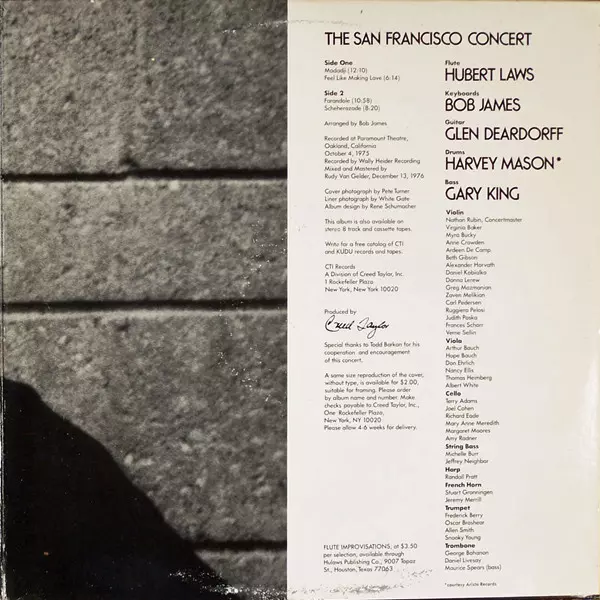 THE SAN FRANCISCO CONCERT
Side One
Modadji (12:10)
Feel Like Making Love (6:14)
Side 2
Farandole (10:58)
Scheherazade (8:20)
Arranged by Bob James
Recorded at Paramount Theatre,
Oakland, California
October 4, 1975
Recorded by Wally Heider Recording
Mixed and Mastered by
Rudy Van Gelder, December 13, 1976
Cover photograph by Pete Turner
Liner photograph by White Gate
Album design by Rene Schumacher
This album is also available on
stereo 8 track and cassette tapes.
Write for a free catalog of CTI
and KUDU records and tapes.
CTI Records
A Division of Creed Taylor, Inc.
1 Rockefeller Plaza
New York, New York 10020
Produced by
Creed Taylor
Special thanks to Todd Barkan for his
cooperation and encouragement
of this concert.
A same size reproduction of the cover,
without type, is available for $2.00,
suitable for framing. Please order
by album name and number. Make
checks payable to Creed Taylor, Inc.,
One Rockefeller Plaza,
New York, NY 10020
Please allow 4-6 weeks for delivery.
FLUTE IMPROVISATIONS, at $3.50
per selection, available through
Hulaws Publishing Co., 9007 Topaz
St., Houston, Texas 77063
Flute
HUBERT LAWS
Keyboards
BOB JAMES
Guitar
GLEN DEARDORFF
Drums
HARVEY MASON*
Bass
GARY KING
Violin
Nathan Rubin, Concertmaster
Virginia Baker
Myra Bucky
Anne Crowden
Ardeen De Camp
Beth Gibson
Alexander Horvath
Daniel Kobialka
Danna Lerew
Greg Mazmanian
Zaven Melikian
Carl Pedersen
Ruggiero Pelosi
Judith Poska
Frances Schorr
Verne Sellin
Viola
Arthur Bauch
Hope Bauch
Don Ehrlich
Nancy Ellis
Thomas Heimberg
Albert White
Cello
Terry Adams
Joel Cohen
Richard Eade
Mary Anne Meredith
Margaret Moores
Amy Radner
String Bass
Michelle Burr
Jeffrey Neighbor
Harp
Randall Pratt
French Horn
Stuart Gronningen
Jeremy Merrill
Trumpet
Frederick Berry
Oscar Brashear
Allen Smith
Snooky Young
Trombone
George Bohanon
Daniel Livesay
Maurice Spears (bass)
*courtesy Arista Records